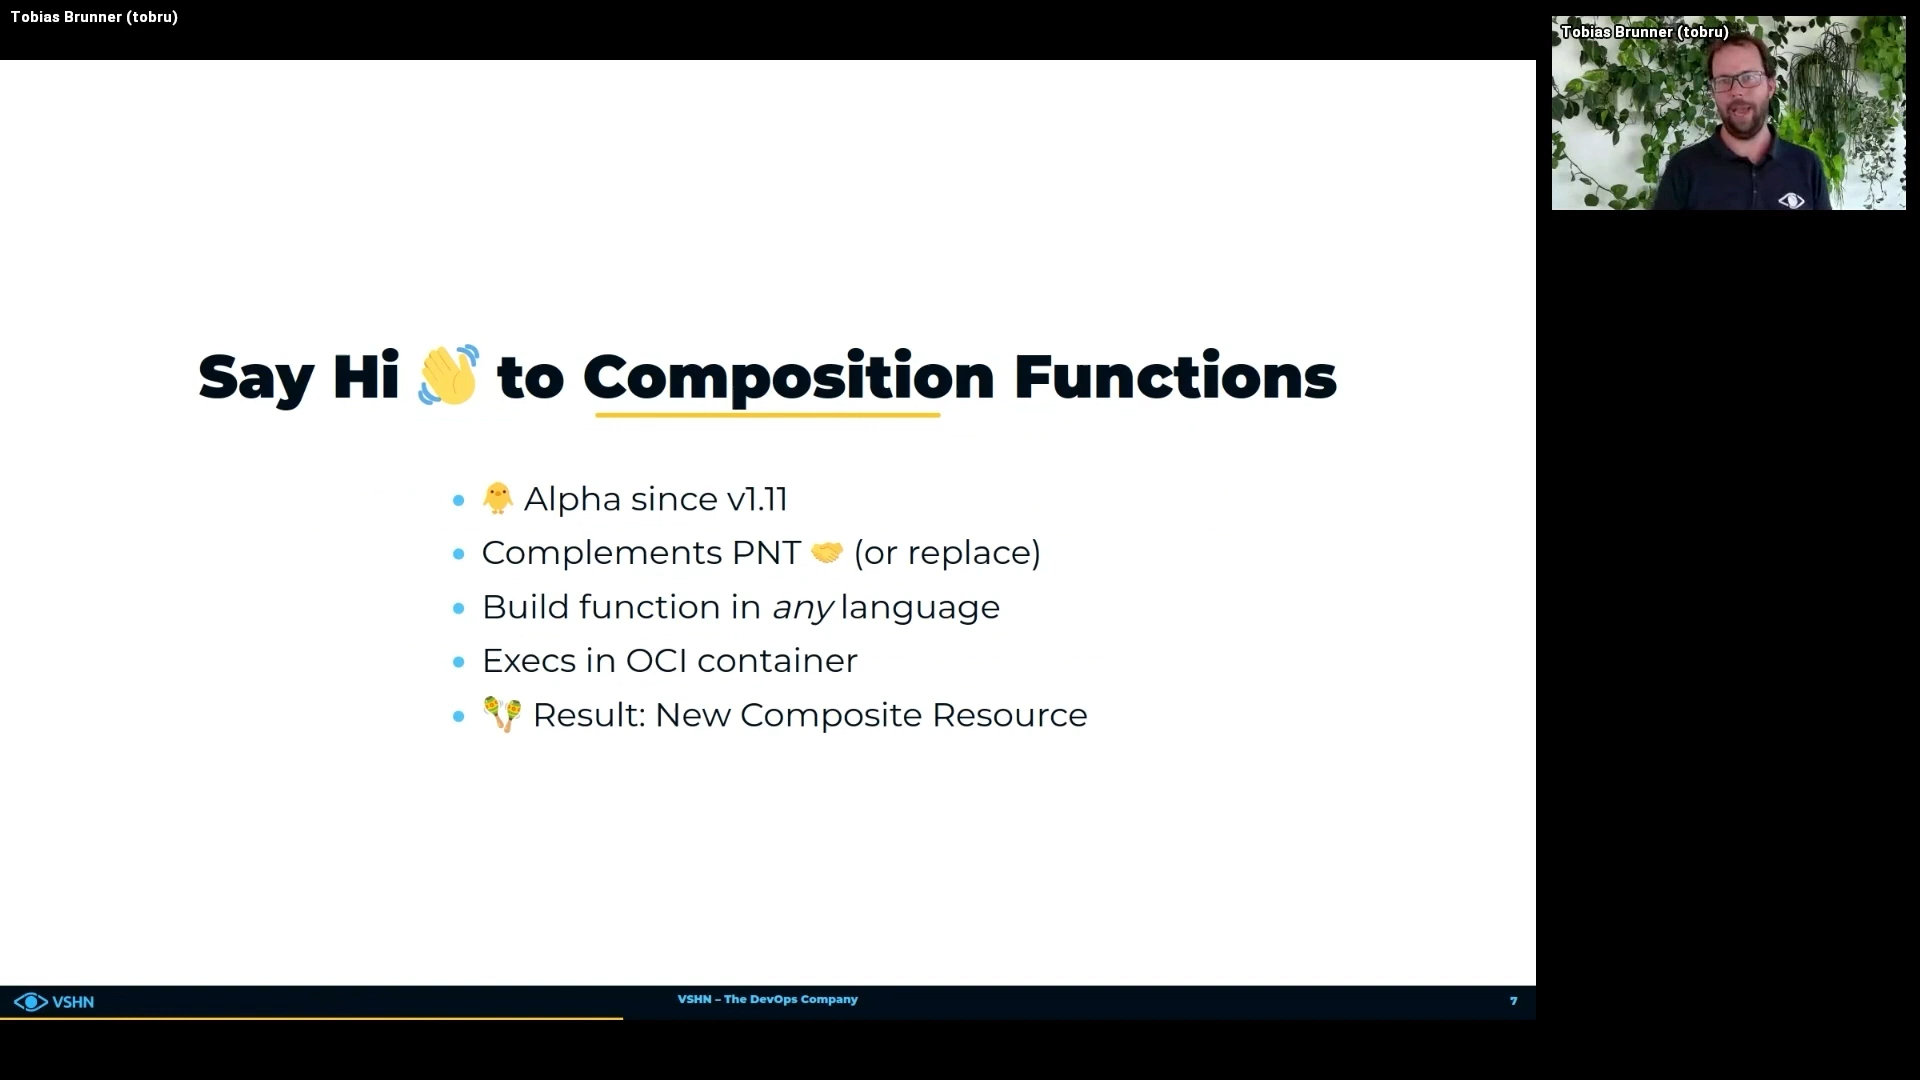 Tobias Brunner (tobru)
Tobias Brunner (tobru)
Say Hi 👋 to Composition Functions
🐥 Alpha since v1.11
Complements PNT 🤝 (or replace)
Build function in any language
Execs in OCI container
🪇 Result: New Composite Resource
VSHN
VSHN – The DevOps Company
7